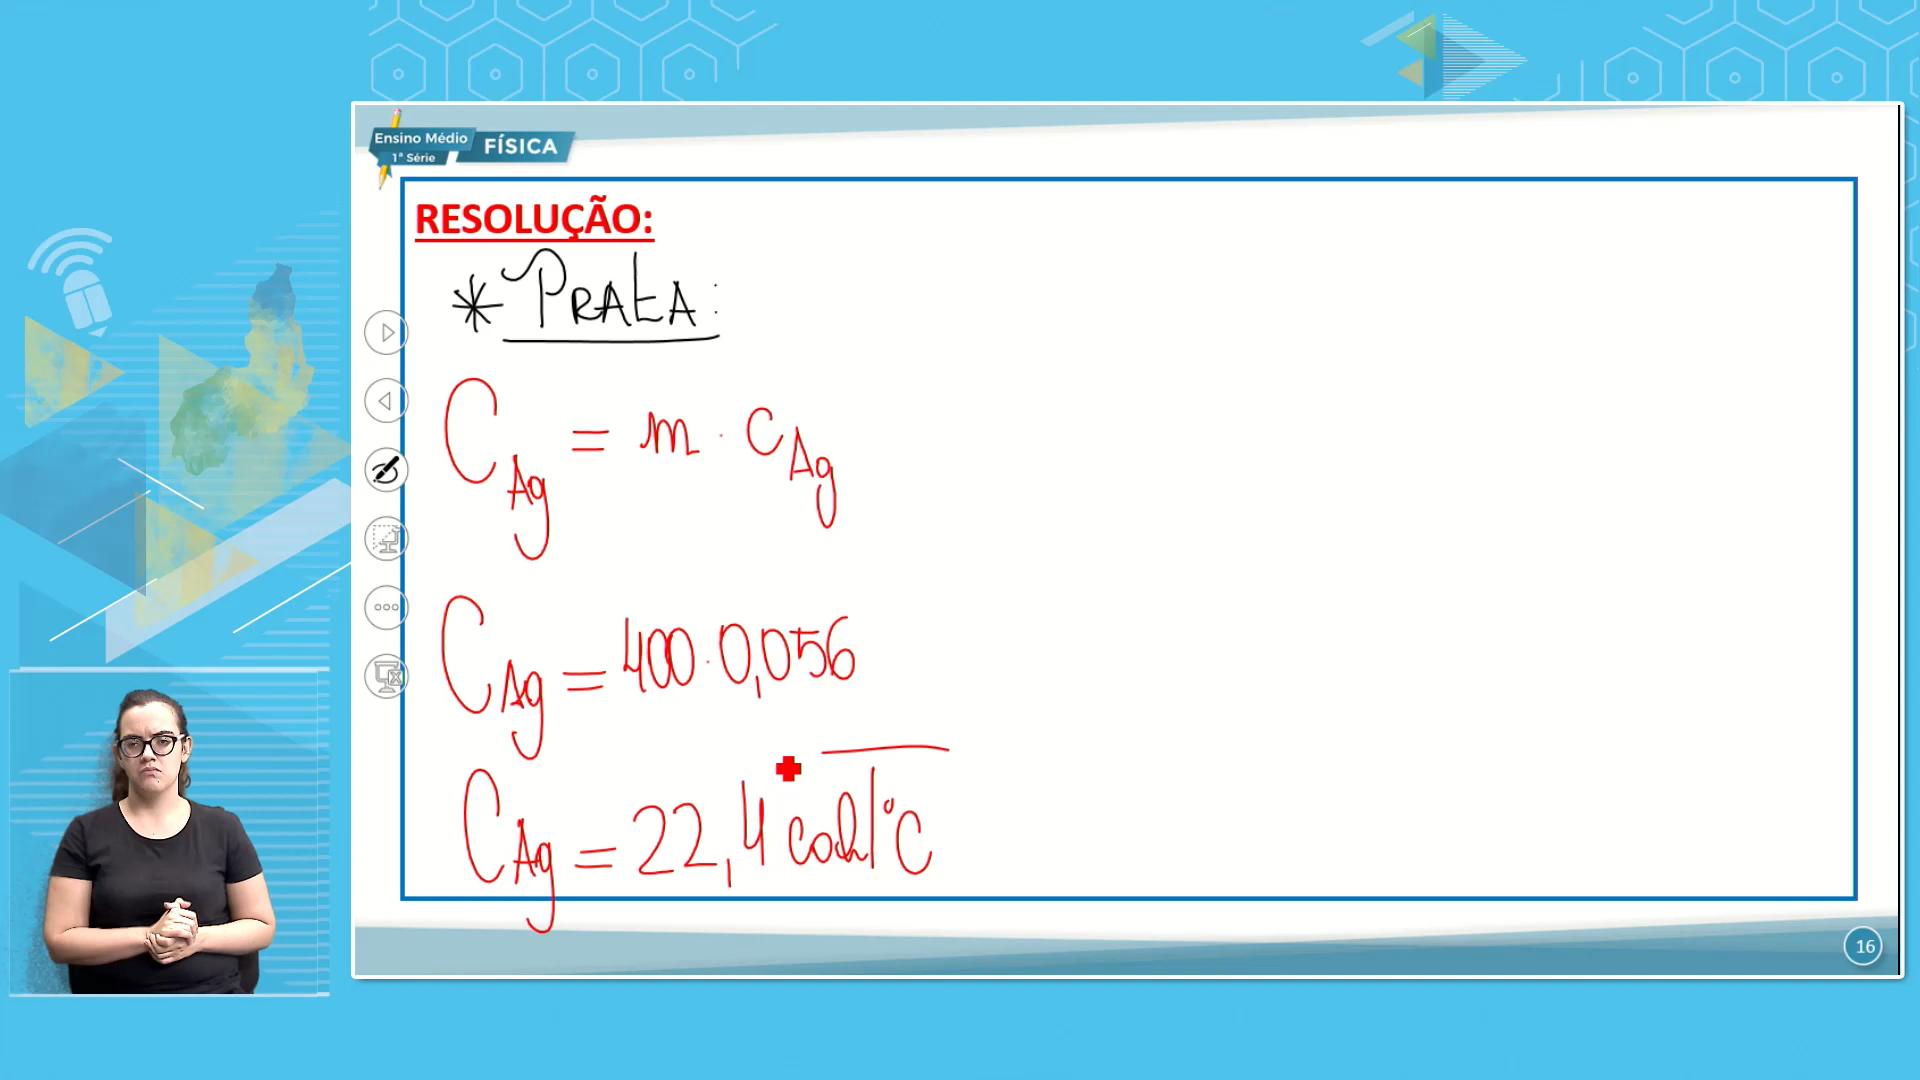 Ensino Médio
1ª Série
FÍSICA
RESOLUÇÃO:
* PRATA:
C_Ag = m · c_Ag
C_Ag = 400 · 0,056
C_Ag = 22,4 cal/°C
16